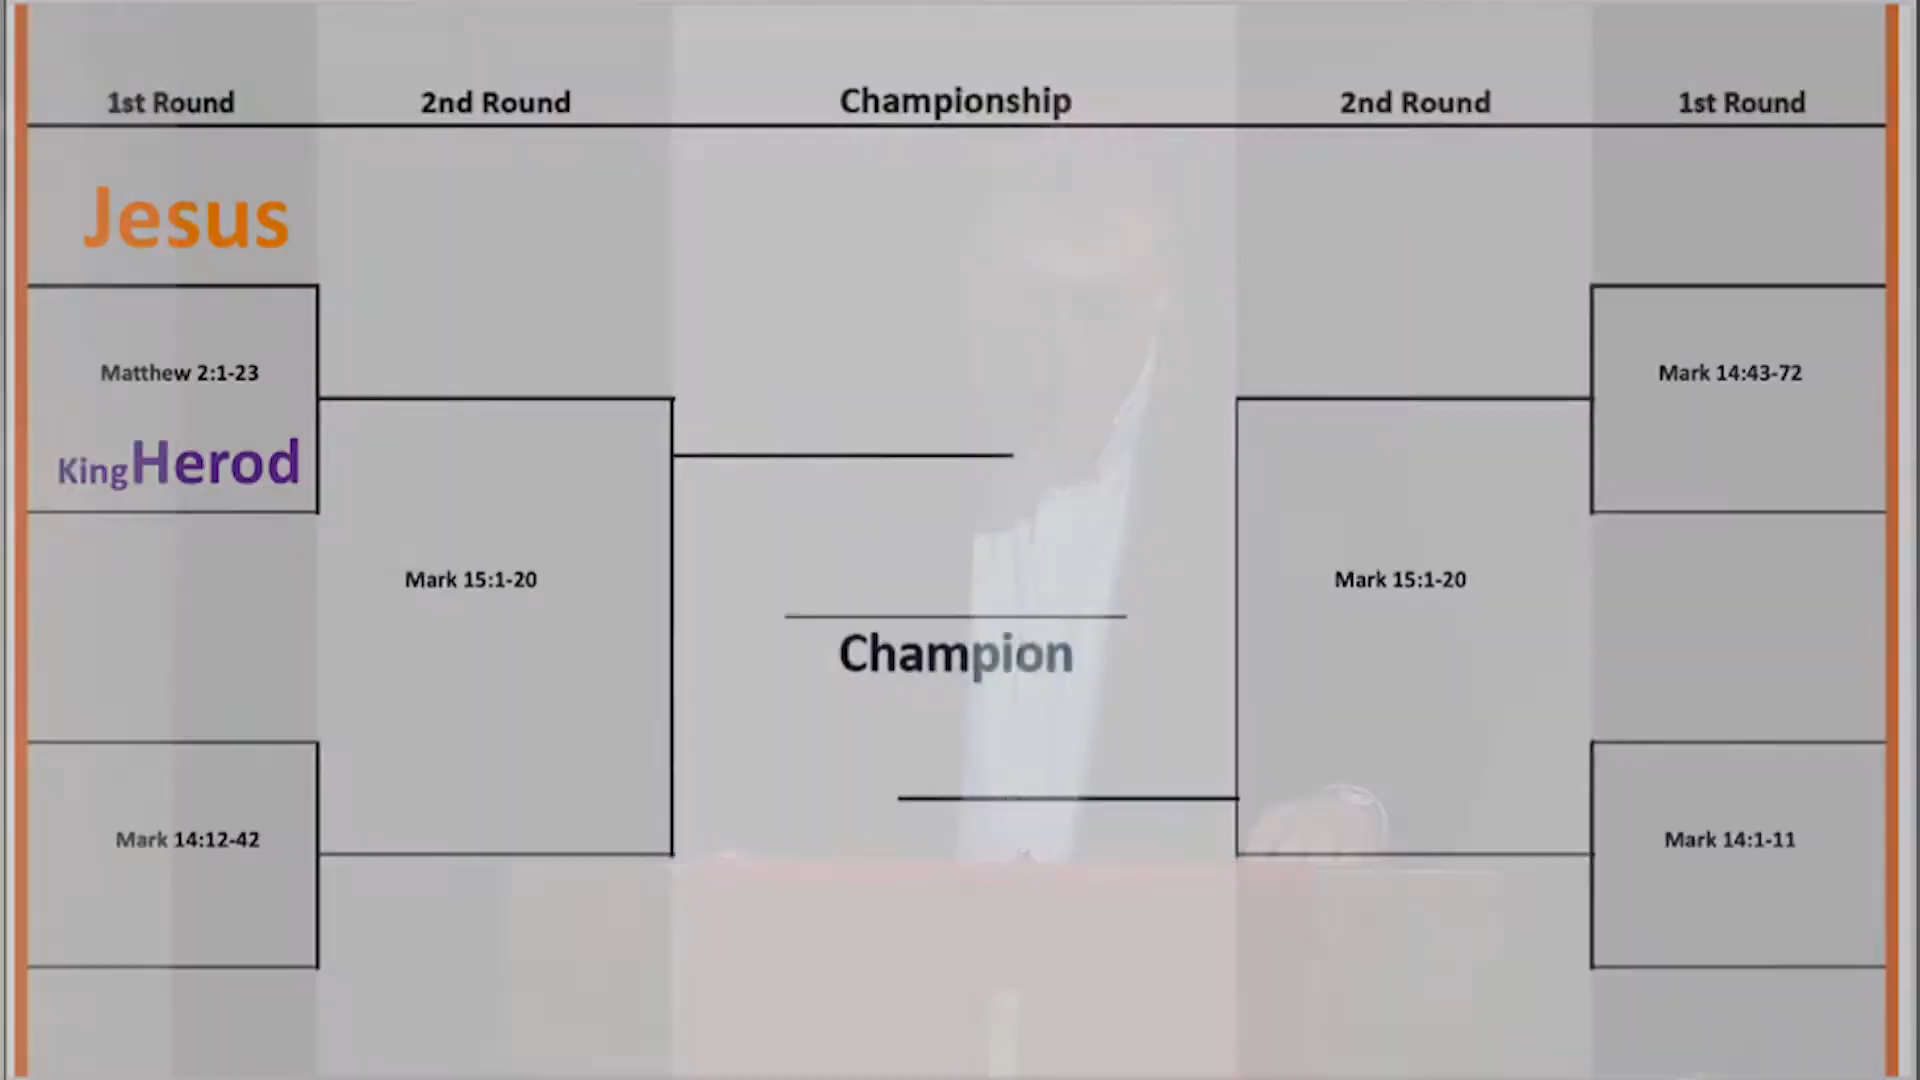 1st Round
2nd Round
Championship
2nd Round
1st Round
Jesus
Matthew 2:1-23
Mark 14:43-72
King Herod
Mark 15:1-20
Mark 15:1-20
Champion
Mark 14:12-42
Mark 14:1-11